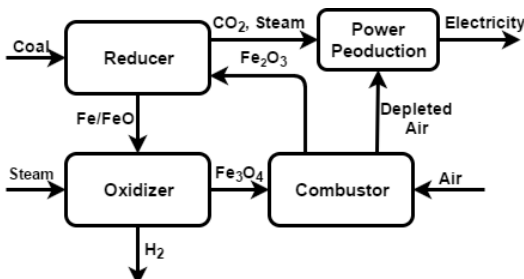 CO2, Steam
Electricity
Coal
Reducer
Power
Peoduction
Fe2O3
Fe/FeO
Depleted
Air
Steam
Oxidizer
Fe3O4
Combustor
Air
H2